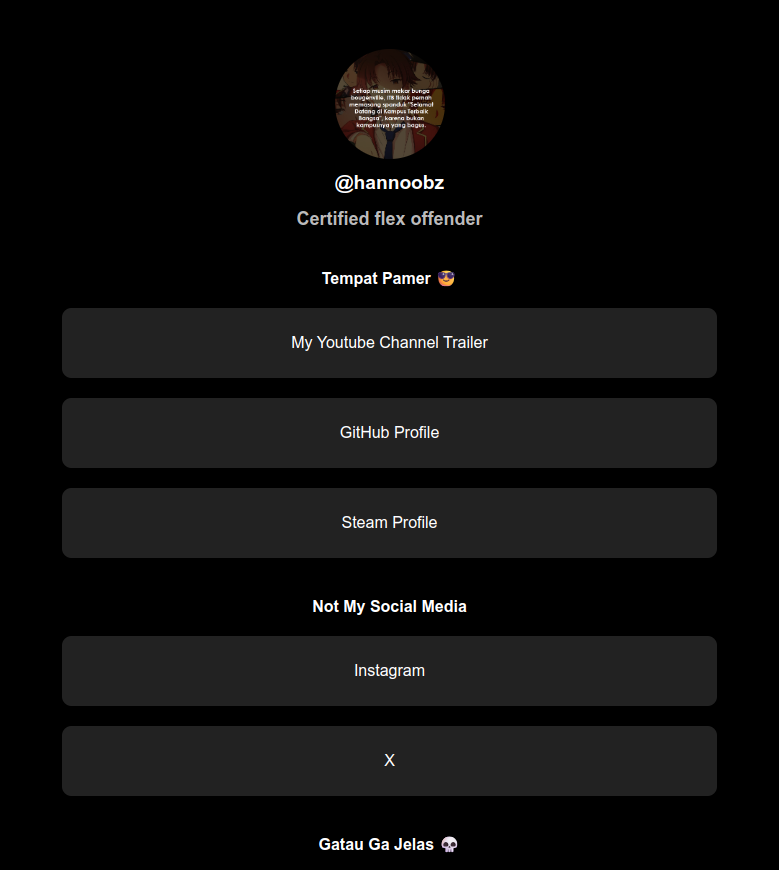 Setiap musim mekar bunga
bougenville, ITB tidak pernah
memasang spanduk "Selamat
Datang di Kampus Terbaik
Bangsa", karena bukan
kampusnya yang bagus.
@hannoobz
Certified flex offender
Tempat Pamer 😎
My Youtube Channel Trailer
GitHub Profile
Steam Profile
Not My Social Media
Instagram
X
Gatau Ga Jelas 💀